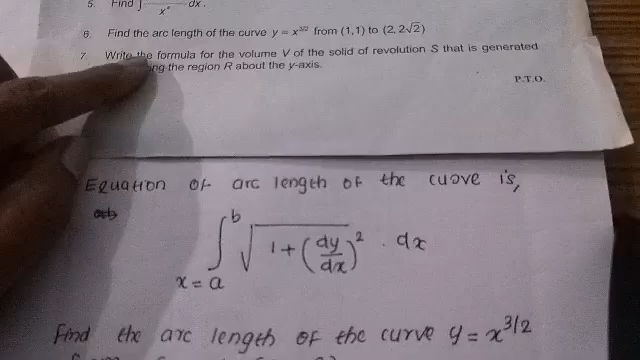 5. Find ∫ dx.
x
6. Find the arc length of the curve y = x^{3/2} from (1, 1) to (2, 2√2)
7. Write the formula for the volume V of the solid of revolution S that is generated
the region R about the y-axis.
P.T.O.
Equation of arc length of the curve is,
∫_{x = a}^{b} √(1 + (dy/dx)^2) . dx
Find the arc length of the curve y = x^{3/2}